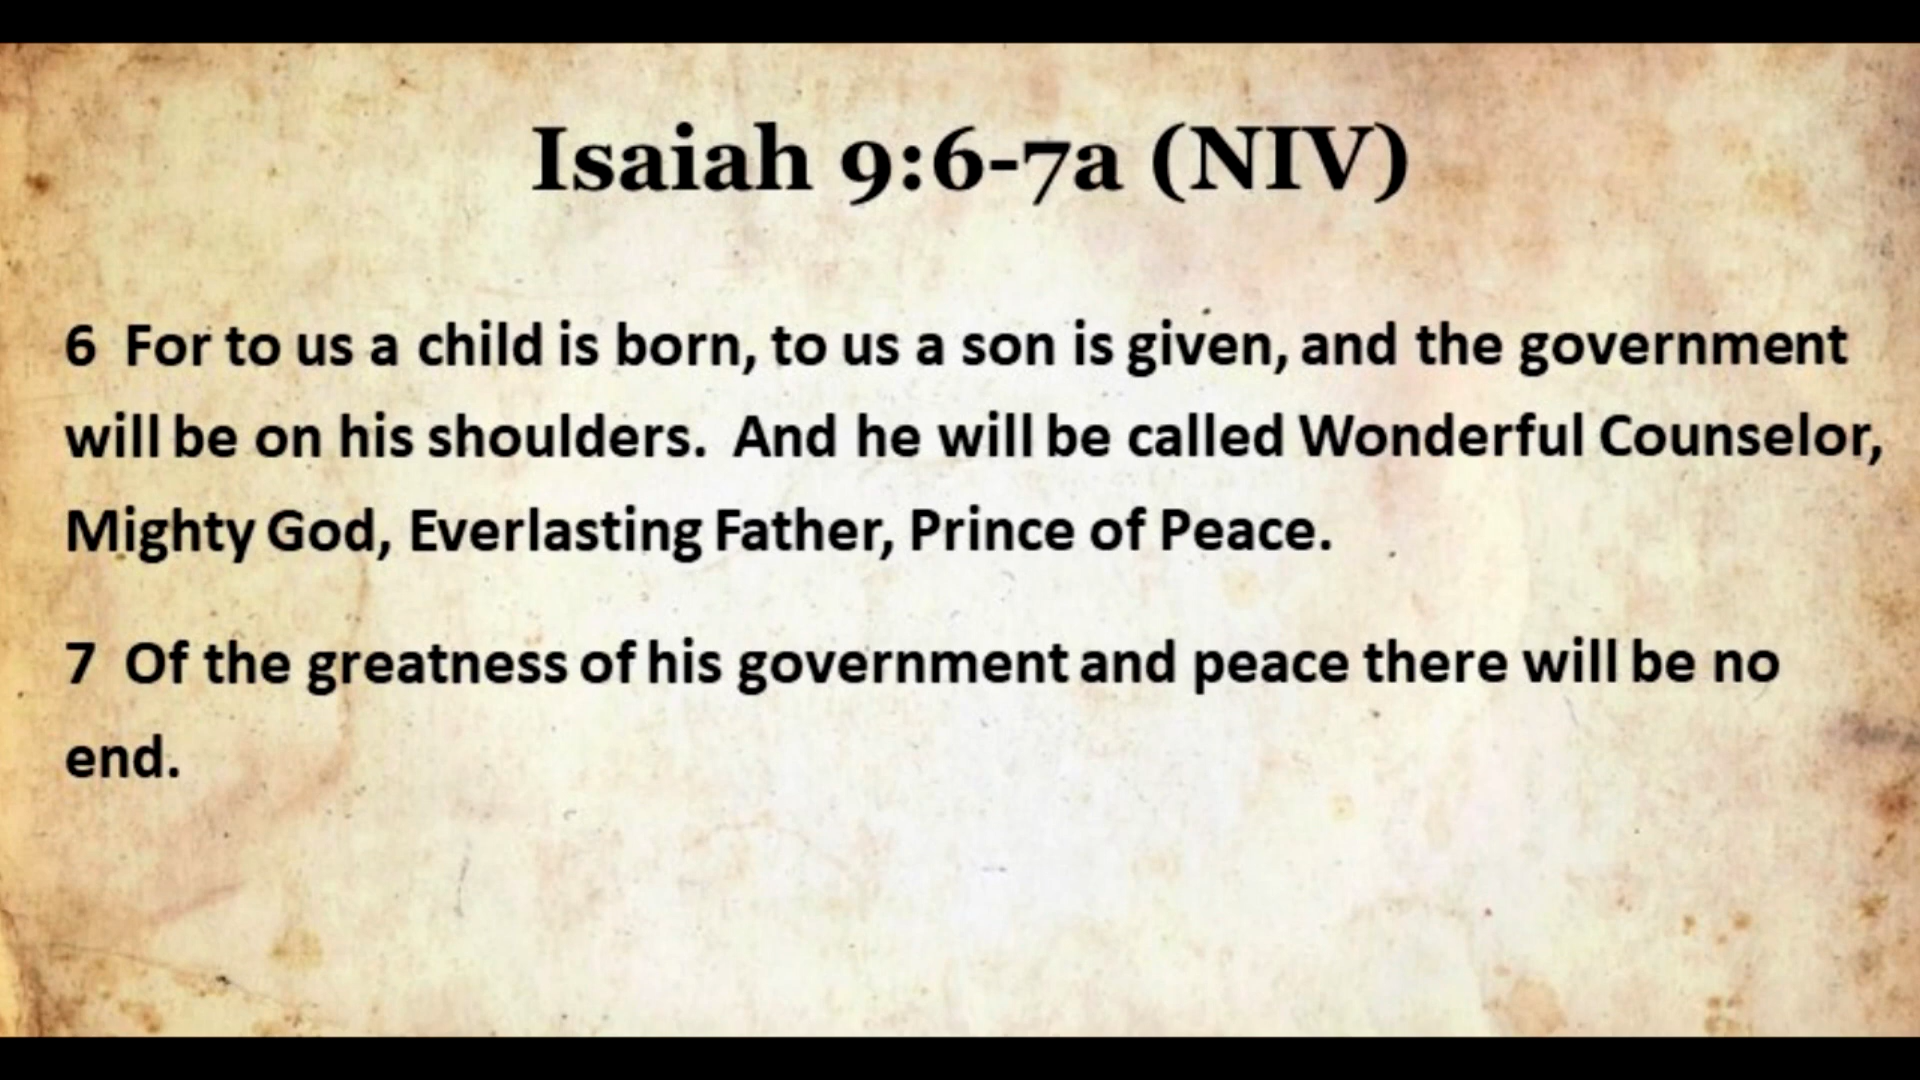 Isaiah 9:6-7a (NIV)
6 For to us a child is born, to us a son is given, and the government
will be on his shoulders. And he will be called Wonderful Counselor,
Mighty God, Everlasting Father, Prince of Peace.
7 Of the greatness of his government and peace there will be no
end.